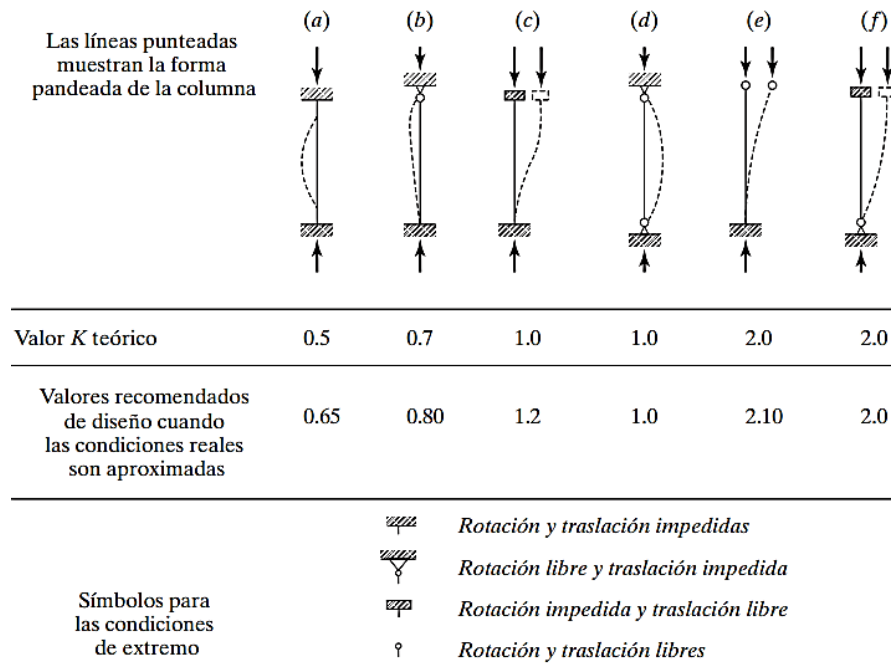 Las líneas punteadas
muestran la forma
pandeada de la columna
(a) (b) (c) (d) (e) (f)
Valor K teórico 0.5 0.7 1.0 1.0 2.0 2.0
Valores recomendados
de diseño cuando
las condiciones reales
son aproximadas
0.65 0.80 1.2 1.0 2.10 2.0
Símbolos para
las condiciones
de extremo
Rotación y traslación impedidas
Rotación libre y traslación impedida
Rotación impedida y traslación libre
Rotación y traslación libres